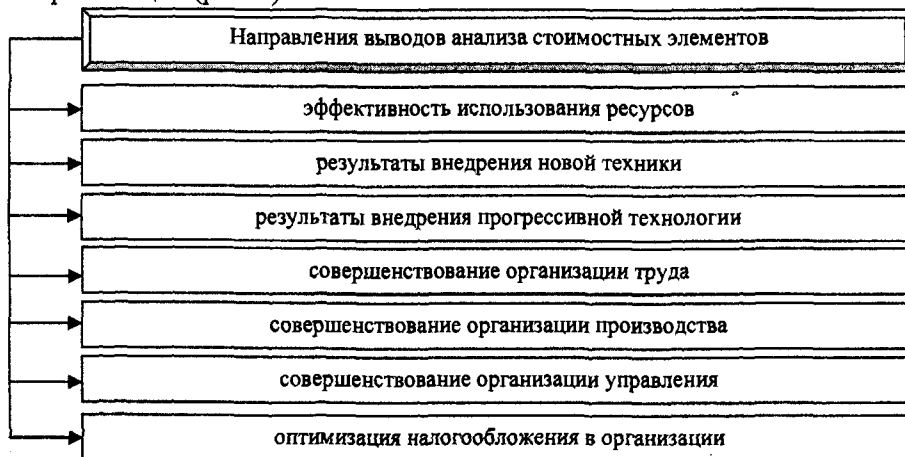 Направления выводов анализа стоимостных элементов
эффективность использования ресурсов
результаты внедрения новой техники
результаты внедрения прогрессивной технологии
совершенствование организации труда
совершенствование организации производства
совершенствование организации управления
оптимизация налогообложения в организации